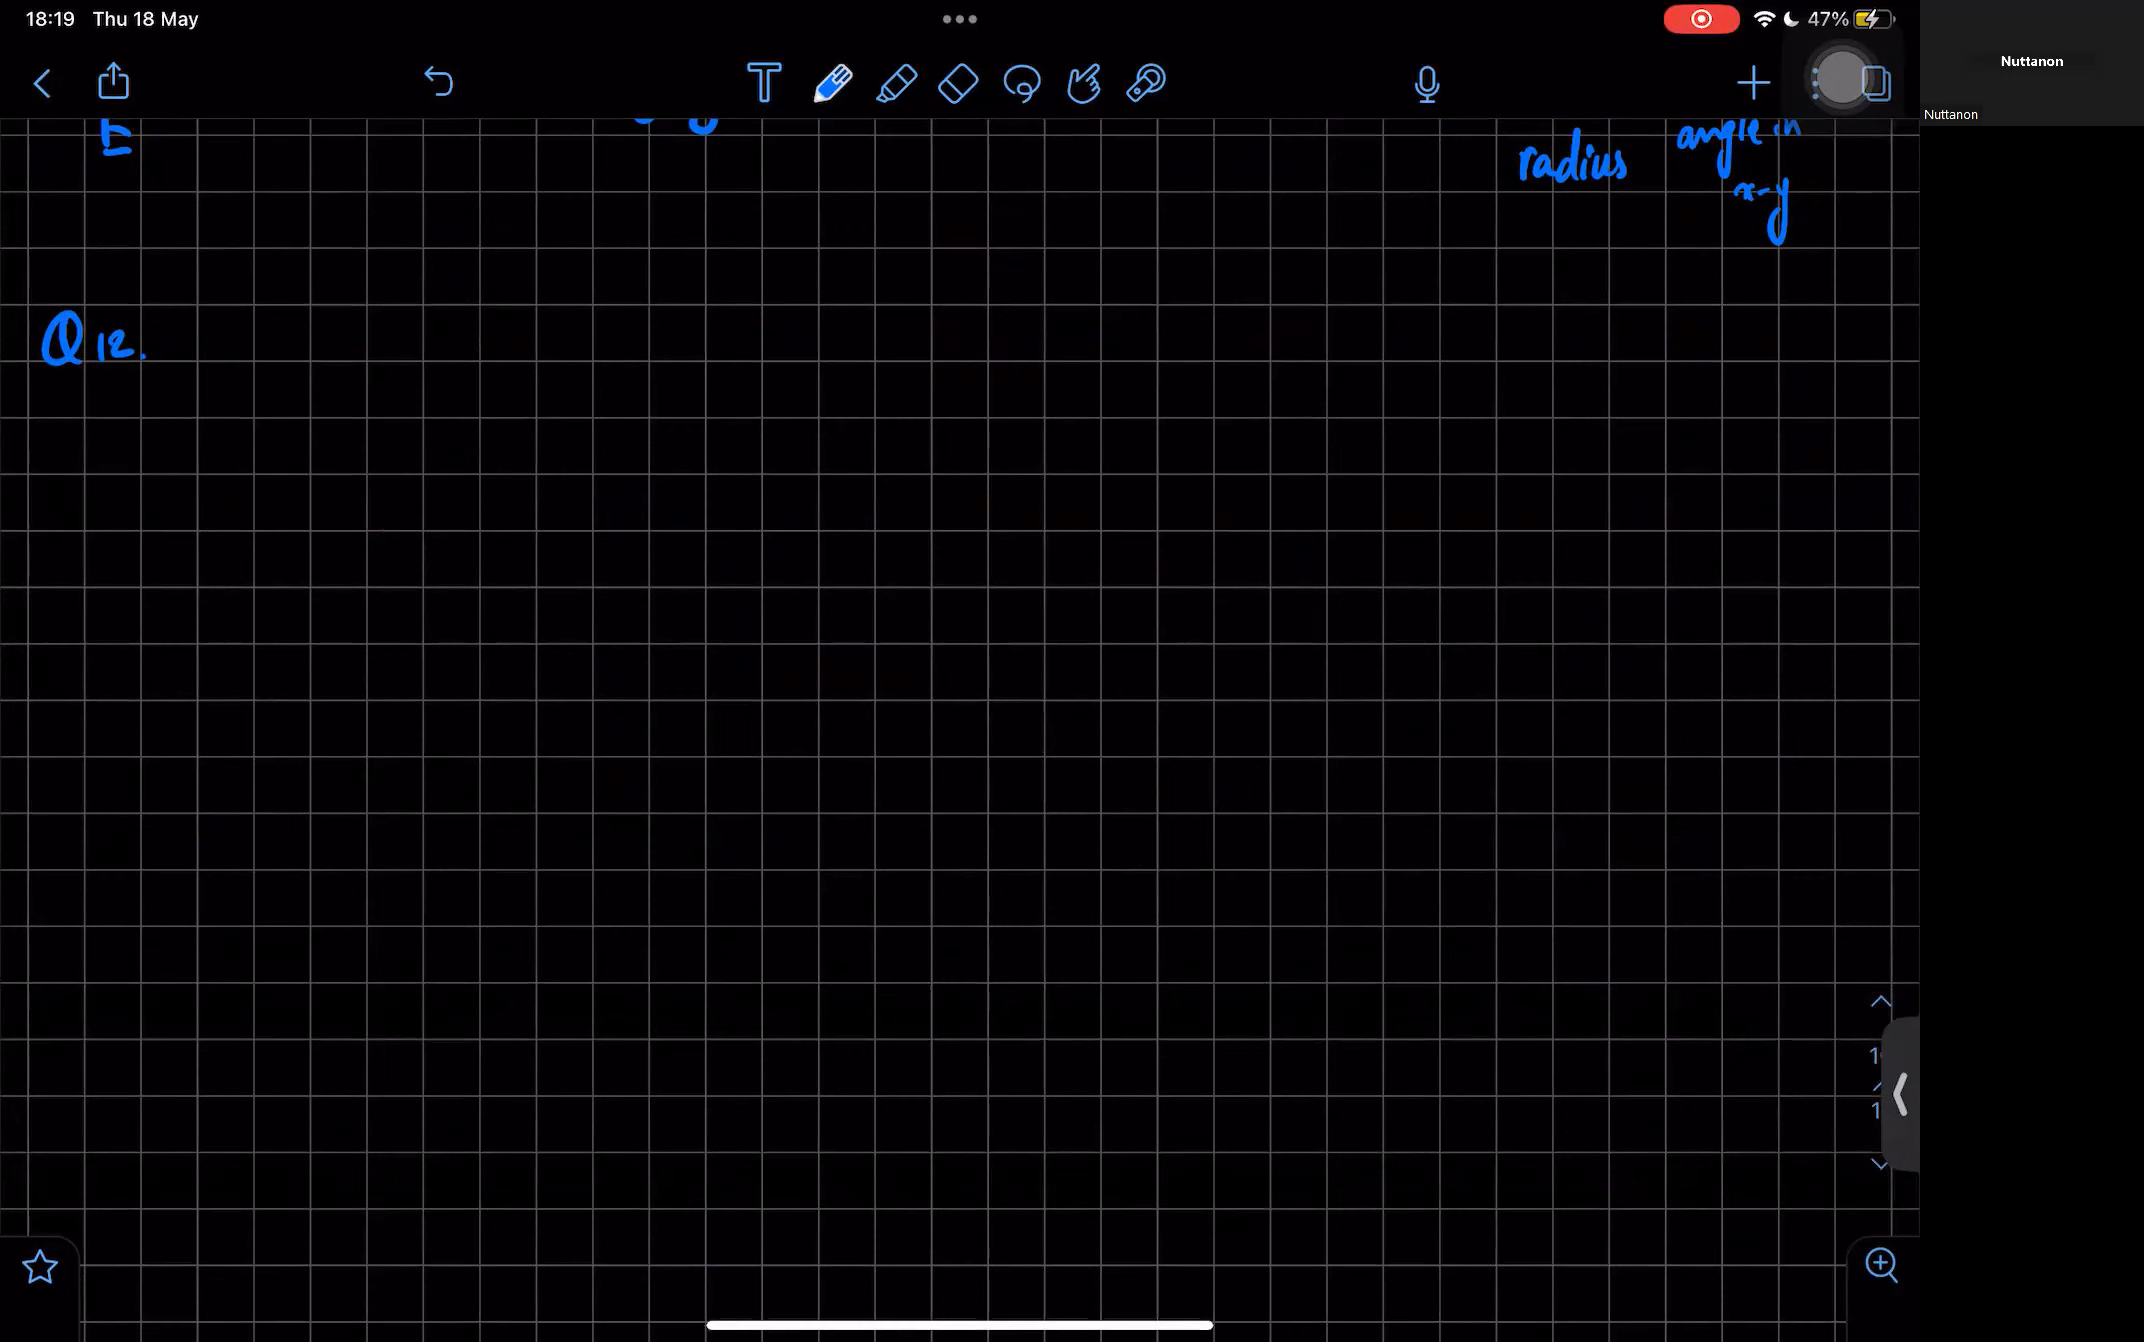 18:19 Thu 18 May
47%
Nuttanon
Nuttanon
E
angle in
radius
x-y
Q12.